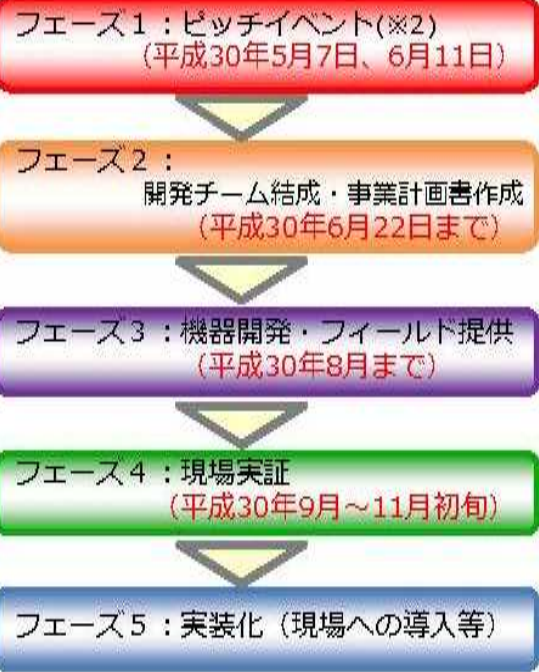 フェーズ１：ピッチイベント(※2)
（平成30年5月7日、6月11日）
フェーズ２：
開発チーム結成・事業計画書作成
（平成30年6月22日まで）
フェーズ３：機器開発・フィールド提供
（平成30年8月まで）
フェーズ４：現場実証
（平成30年9月～11月初旬）
フェーズ５：実装化（現場への導入等）